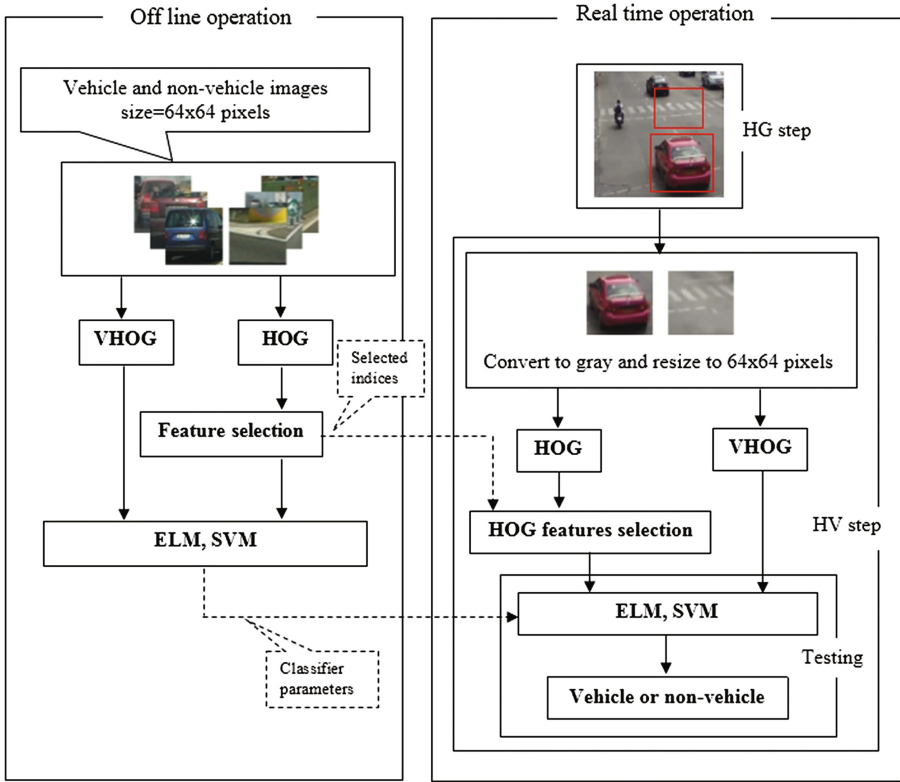 Off line operation
Vehicle and non-vehicle images
size=64x64 pixels
VHOG
HOG
Selected
indices
Feature selection
ELM, SVM
Classifier
parameters
Real time operation
HG step
Convert to gray and resize to 64x64 pixels
HOG
VHOG
HOG features selection
HV step
ELM, SVM
Testing
Vehicle or non-vehicle